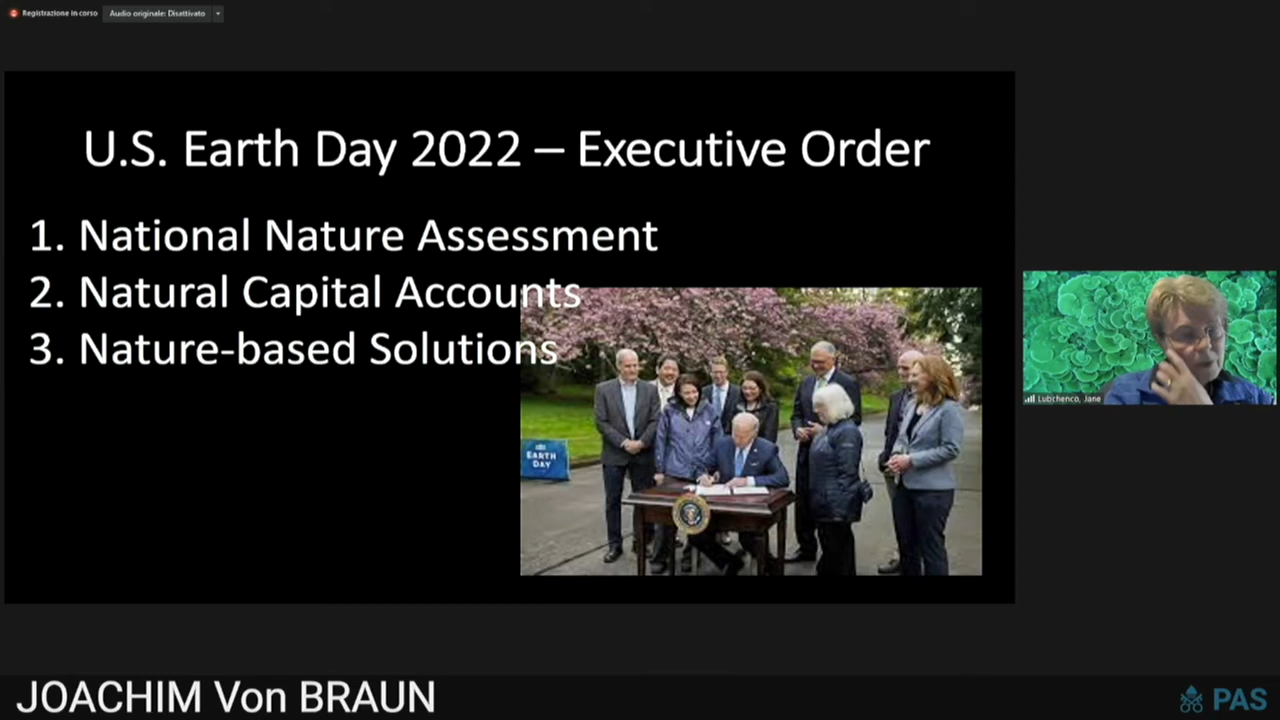 Registrazione in corso
Audio originale: Disattivato
U.S. Earth Day 2022 – Executive Order
1. National Nature Assessment
2. Natural Capital Accounts
3. Nature-based Solutions
EARTH
DAY
Lubchenco, Jane
JOACHIM Von BRAUN
PAS